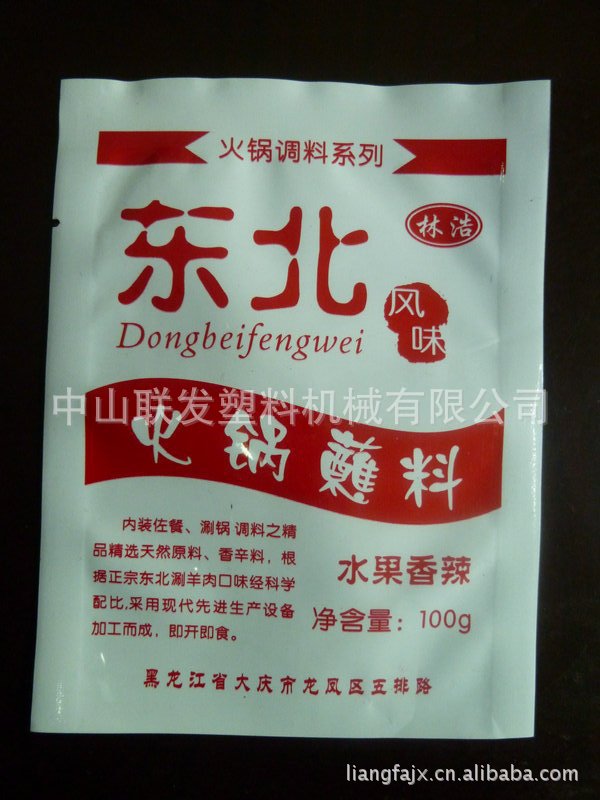 火锅调料系列
林浩
东北
风味
Dongbeifengwei
中山联发塑料机械有限公司
火锅蘸料
内装佐餐、涮锅调料之精
品精选天然原料、香辛料，根
据正宗东北涮羊肉口味经科学
配比,采用现代先进生产设备
加工而成，即开即食。
水果香辣
净含量：100g
黑龙江省大庆市龙凤区五排路
liangfajx.cn.alibaba.com